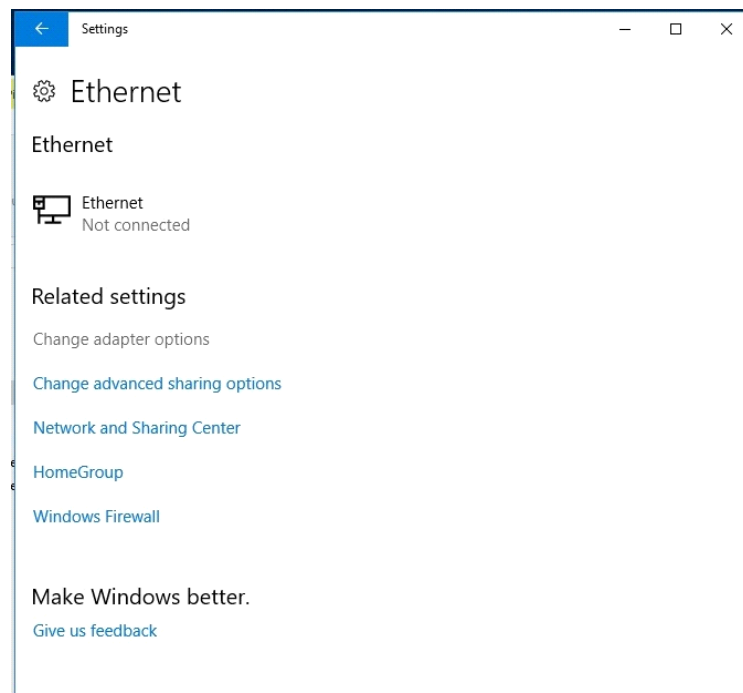 Settings
Ethernet
Ethernet
Ethernet
Not connected
Related settings
Change adapter options
Change advanced sharing options
Network and Sharing Center
HomeGroup
Windows Firewall
Make Windows better.
Give us feedback